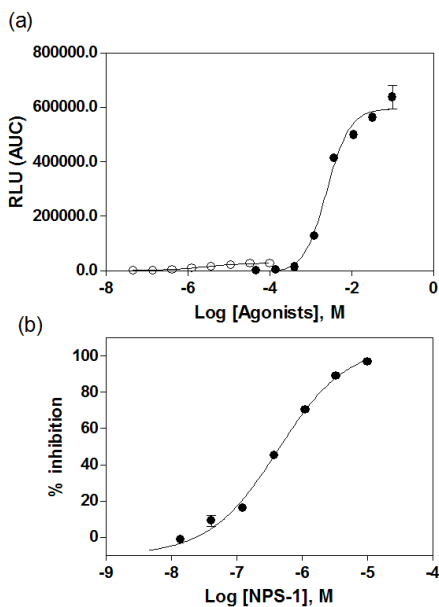 (a)
800000.0
600000.0
400000.0
200000.0
0.0
RLU (AUC)
-8 -6 -4 -2 0
Log [Agonists], M
(b)
100
80
60
40
20
0
% inhibition
-9 -8 -7 -6 -5 -4
Log [NPS-1], M